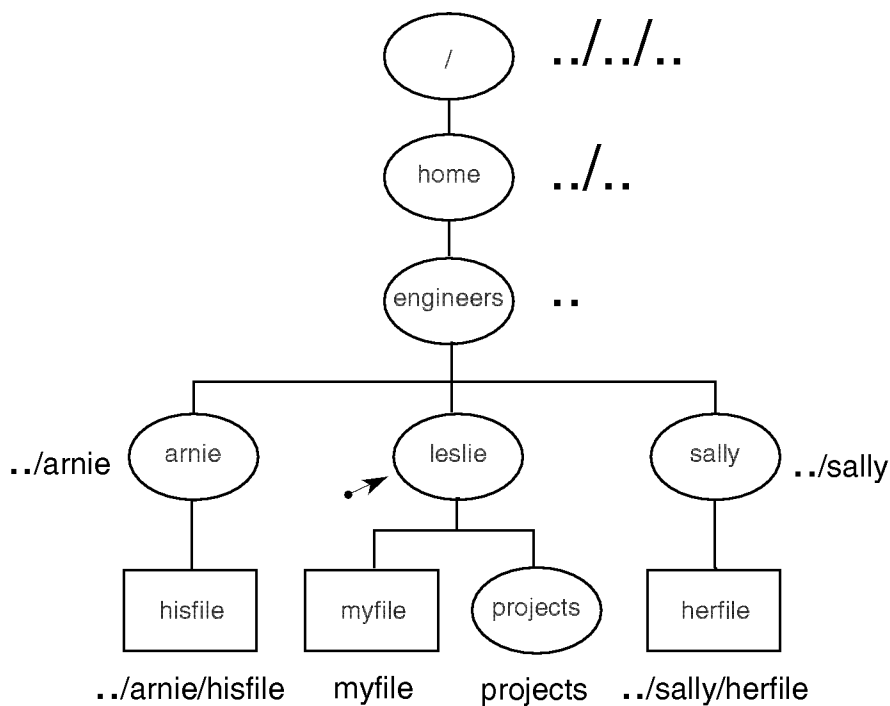 / ../../..
home ../..
engineers ..
../arnie arnie leslie sally ../sally
hisfile myfile projects herfile
../arnie/hisfile myfile projects ../sally/herfile